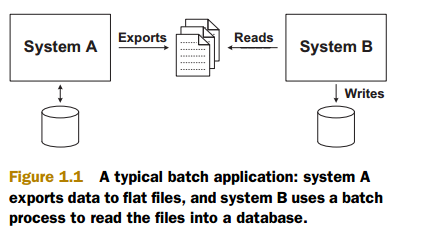 System A
Exports
Reads
System B
Writes
Figure 1.1 A typical batch application: system A
exports data to flat files, and system B uses a batch
process to read the files into a database.